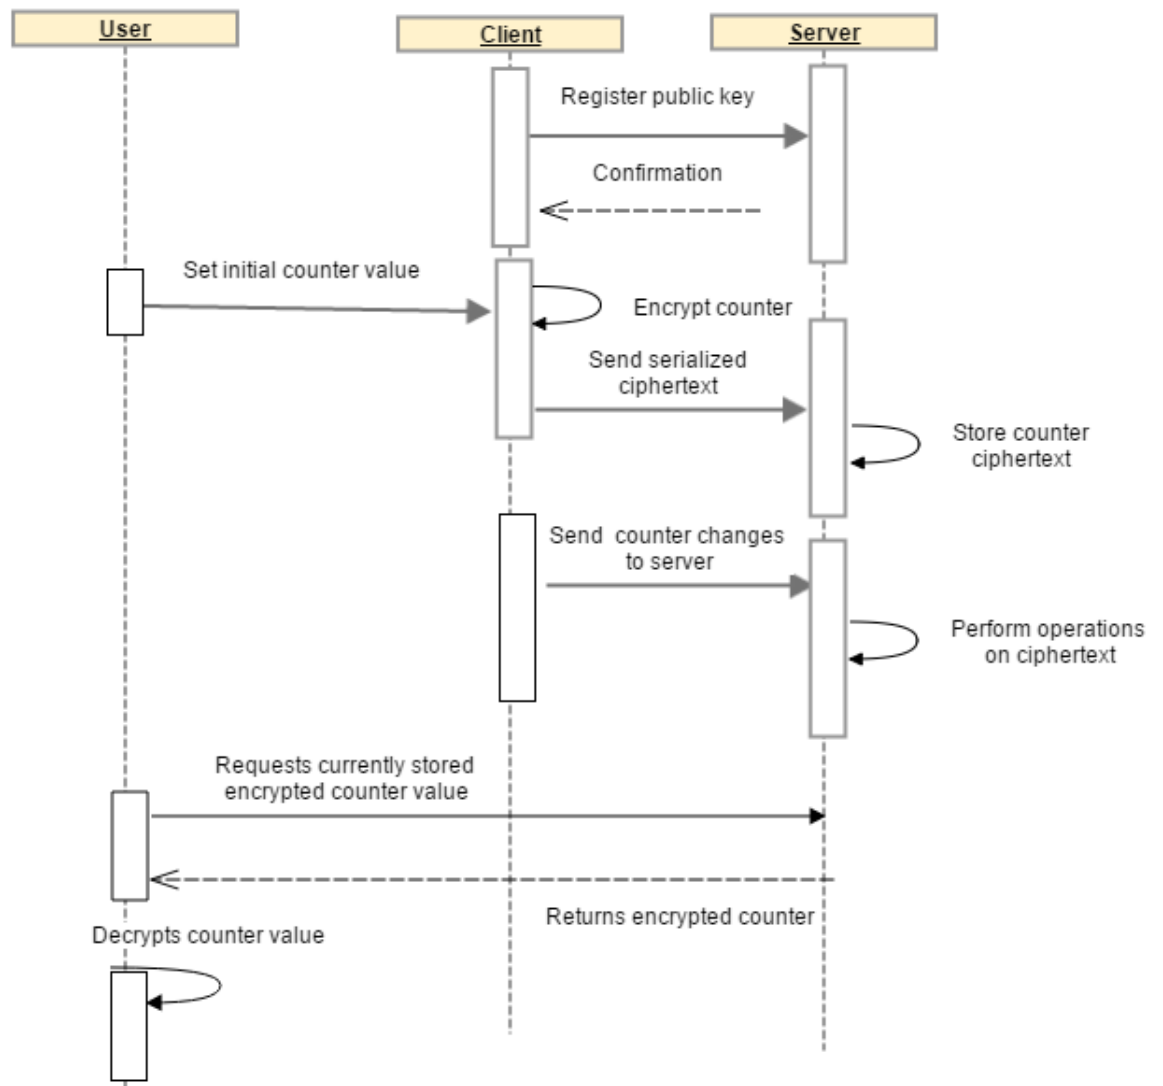 User
Client
Server
Register public key
Confirmation
Set initial counter value
Encrypt counter
Send serialized
ciphertext
Store counter
ciphertext
Send counter changes
to server
Perform operations
on ciphertext
Requests currently stored
encrypted counter value
Returns encrypted counter
Decrypts counter value